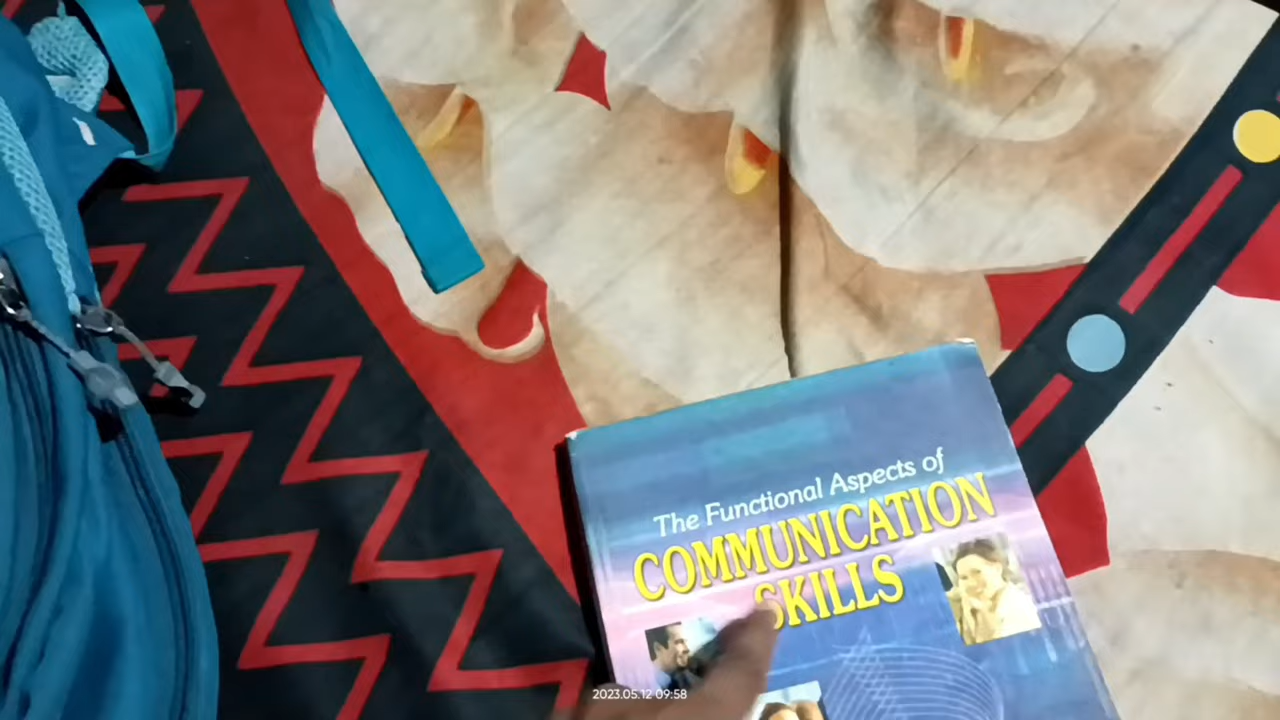 The Functional Aspects of
COMMUNICATION
SKILLS
2023.05.12 09:58